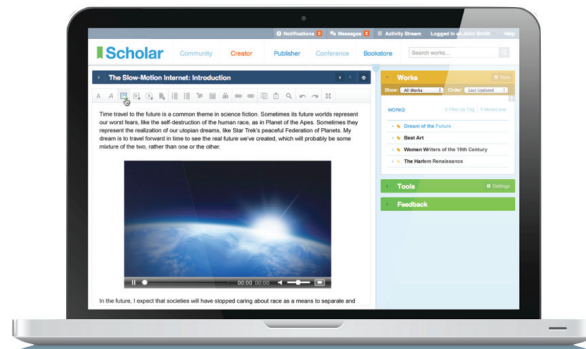 Notifications Messages Activity Stream Logged in as John Smith Help
Scholar Community Creator Publisher Conference Bookstore Search works...
The Slow-Motion Internet: Introduction
Time travel to the future is a common theme in science fiction. Sometimes its future worlds represent
our worst fears, like the self-destruction of the human race, as in Planet of the Apes. Sometimes they
represent the realization of our utopian dreams, like Star Trek's peaceful Federation of Planets. My
dream is to travel forward in time to see the real future we've created, which will probably be some
mixture of the two, rather than one or the other.
00:00 00:00
In the future, I expect that societies will have stopped caring about race as a means to separate and
Works
Show All Works Order Last Updated
WORKS
Dream of the Future
Beat Art
Women Writers of the 19th Century
The Harlem Renaissance
Tools Settings
Feedback